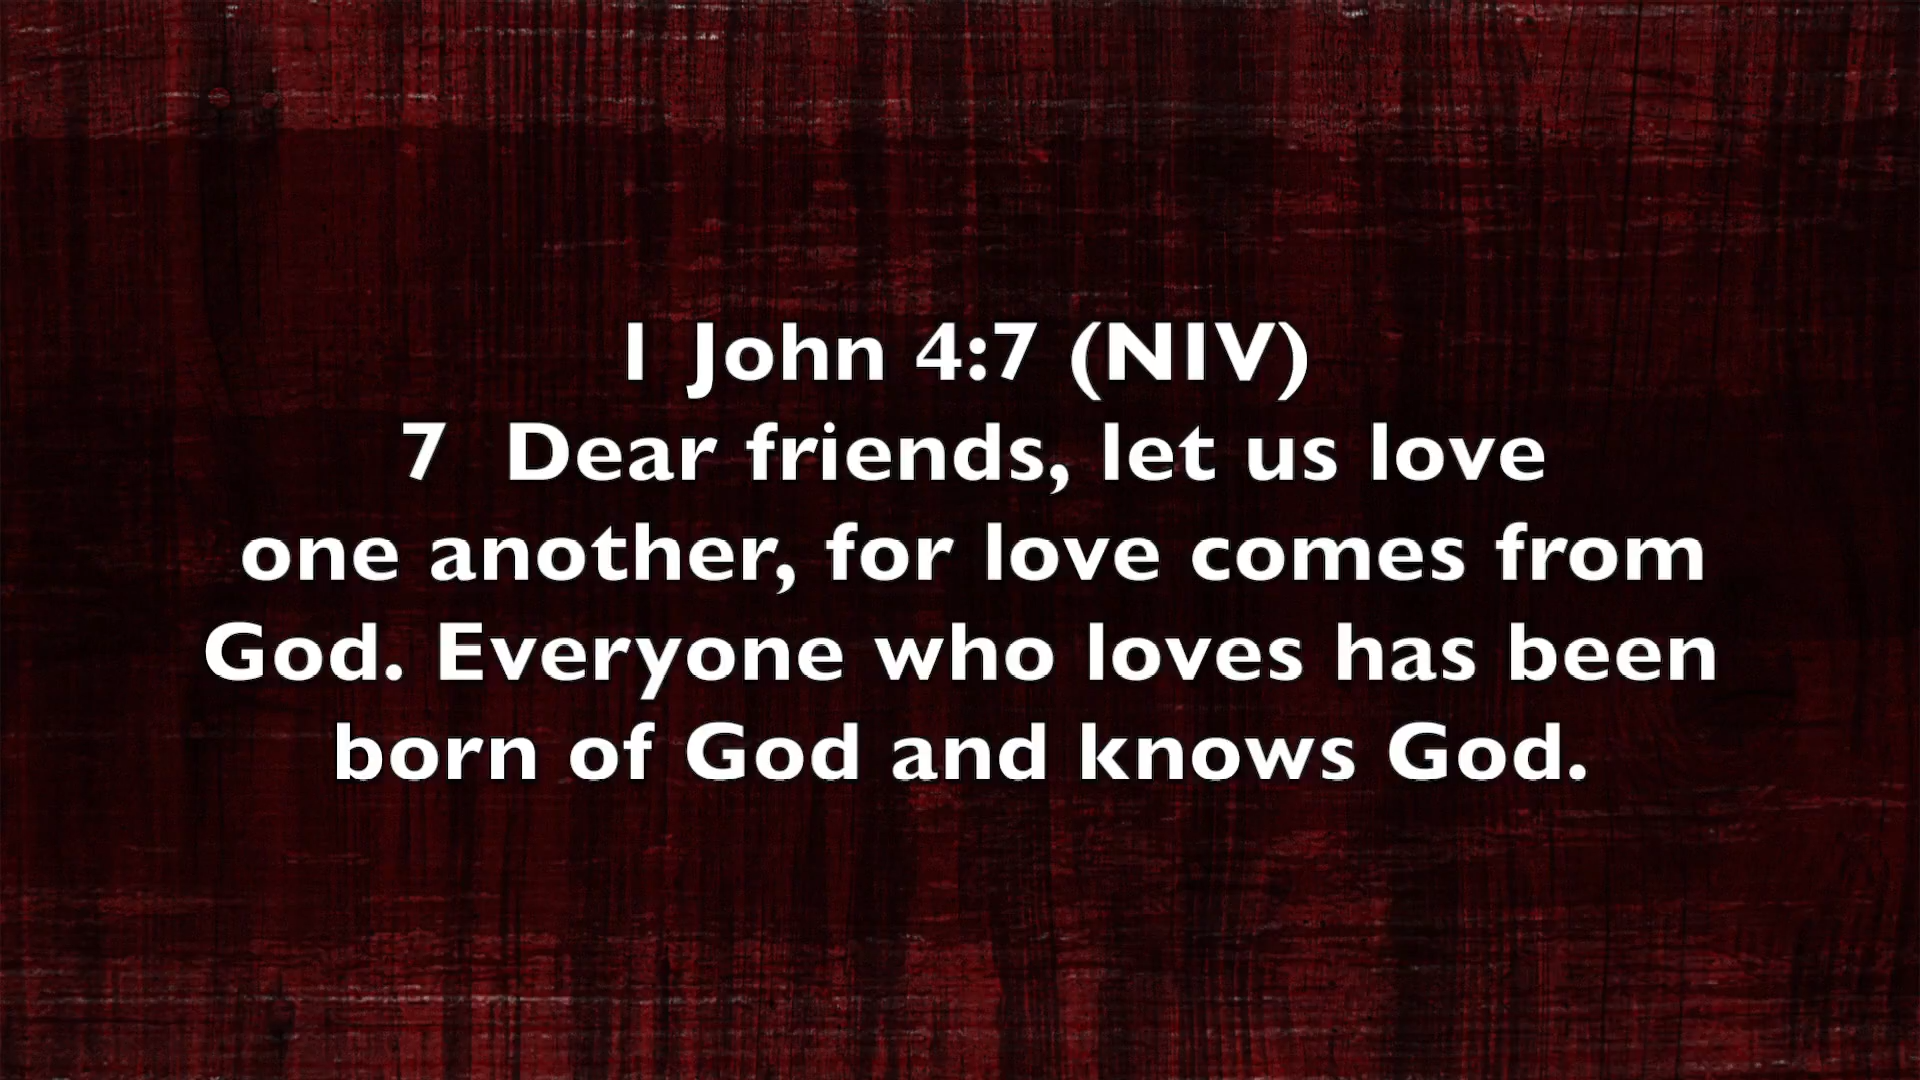 1 John 4:7 (NIV)
7 Dear friends, let us love
one another, for love comes from
God. Everyone who loves has been
born of God and knows God.